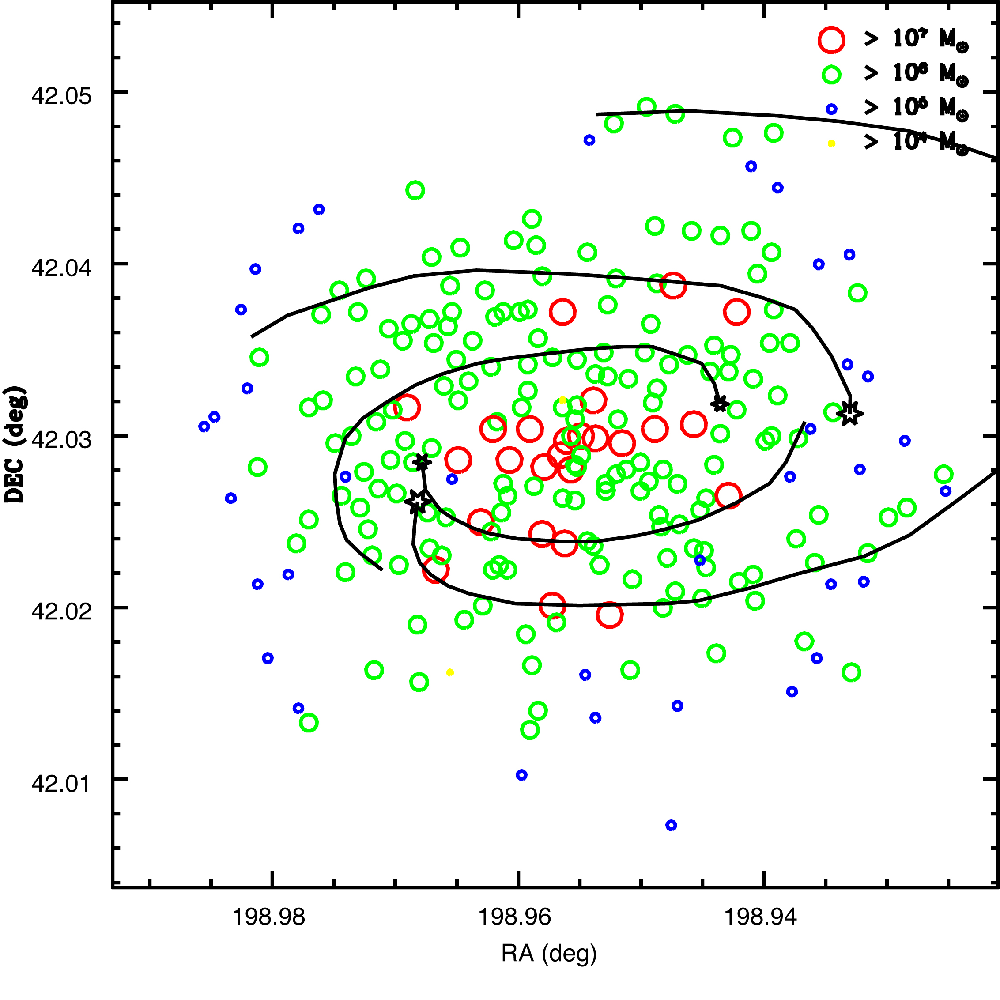 > 10⁷ M⊙
> 10⁶ M⊙
> 10⁵ M⊙
> 10⁴ M⊙
42.05
42.04
42.03
42.02
42.01
DEC (deg)
198.98 198.96 198.94
RA (deg)